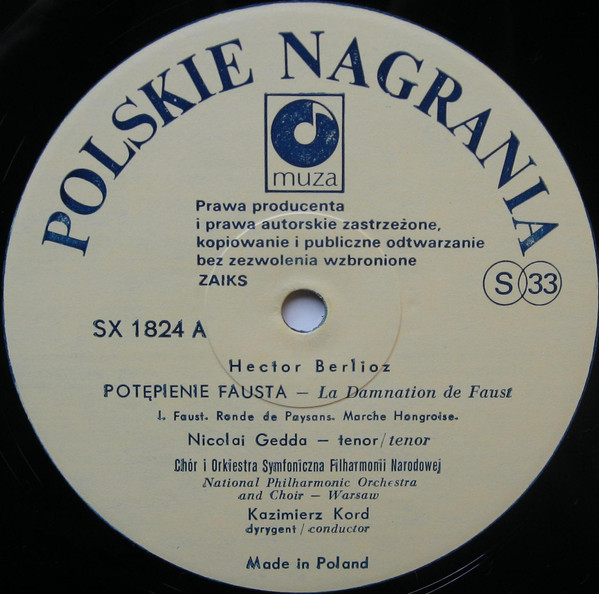 POLSKIE NAGRANIA
muza
Prawa producenta
i prawa autorskie zastrzeżone,
kopiowanie i publiczne odtwarzanie
bez zezwolenia wzbronione
ZAIKS
S 33
SX 1824 A
Hector Berlioz
POTĘPIENIE FAUSTA – La Damnation de Faust
I. Faust. Ronde de Paysans. Marche Hongroise.
Nicolai Gedda – tenor/tenor
Chór i Orkiestra Symfoniczna Filharmonii Narodowej
National Philharmonic Orchestra
and Choir – Warsaw
Kazimierz Kord
dyrygent / conductor
Made in Poland